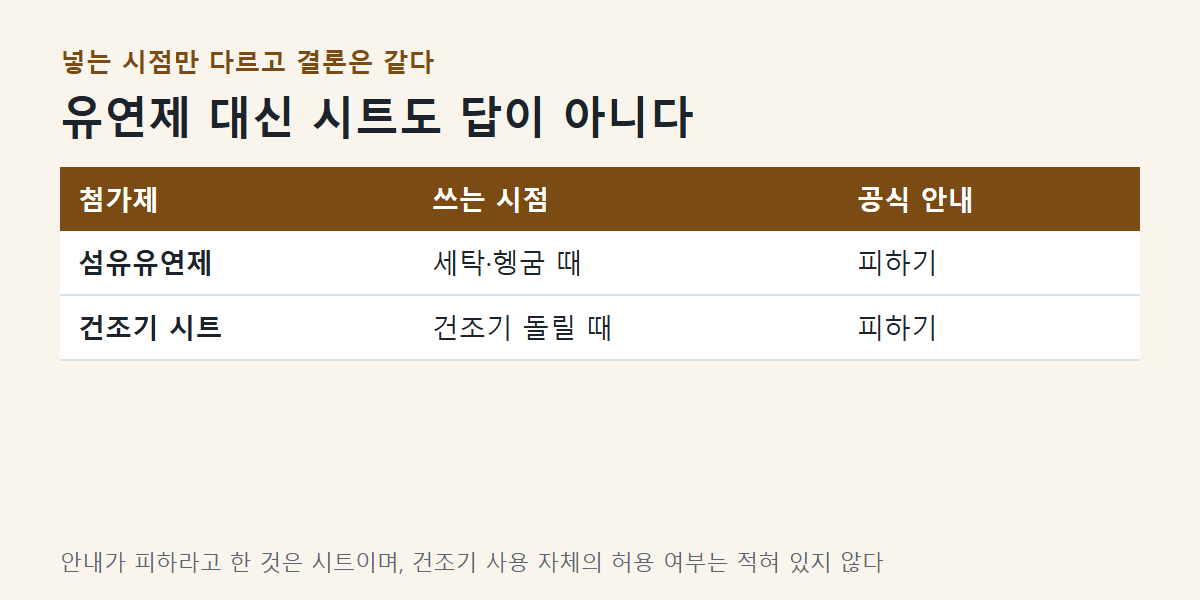 넣는 시점만 다르고 결론은 같다
유연제 대신 시트도 답이 아니다
첨가제 쓰는 시점 공식 안내
섬유유연제 세탁·헹굼 때 피하기
건조기 시트 건조기 돌릴 때 피하기
안내가 피하라고 한 것은 시트이며, 건조기 사용 자체의 허용 여부는 적혀 있지 않다